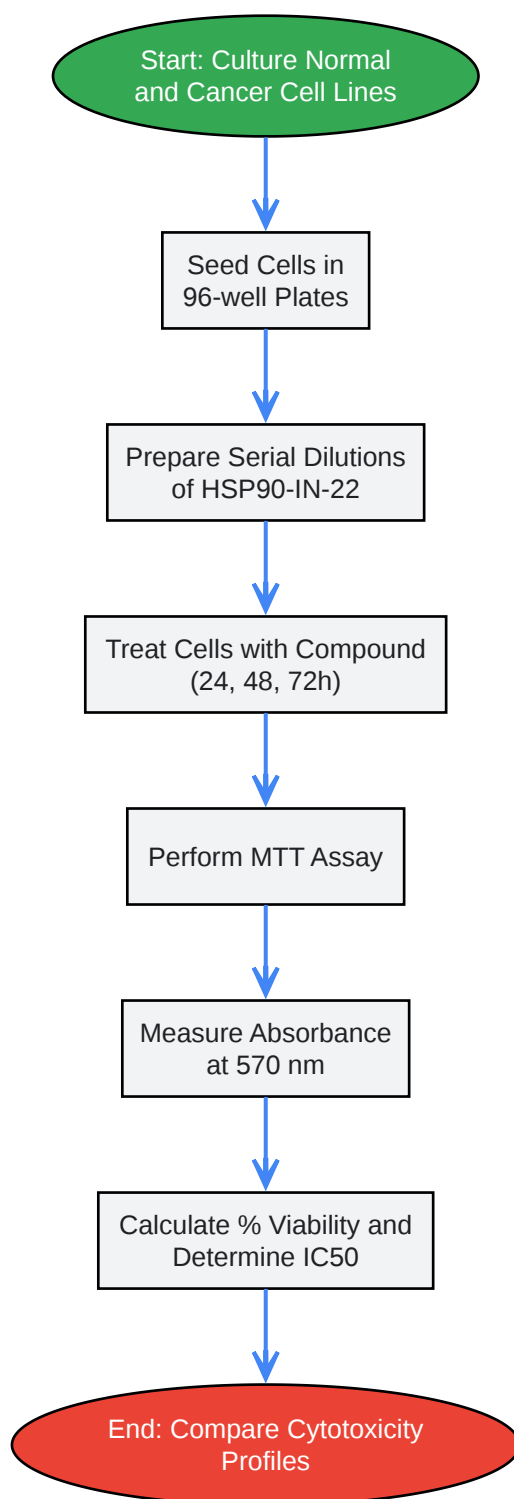 Start: Culture Normal
and Cancer Cell Lines
Seed Cells in
96-well Plates
Prepare Serial Dilutions
of HSP90-IN-22
Treat Cells with Compound
(24, 48, 72h)
Perform MTT Assay
Measure Absorbance
at 570 nm
Calculate % Viability and
Determine IC50
End: Compare Cytotoxicity
Profiles